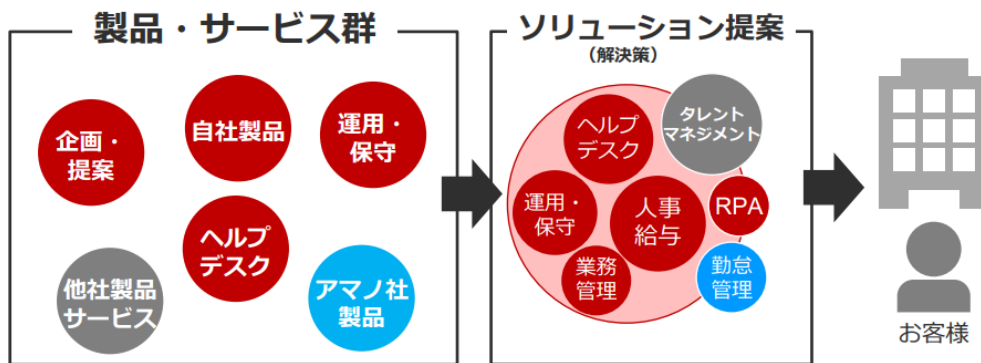 製品・サービス群
企画・
提案
自社製品
運用・
保守
ヘルプ
デスク
他社製品
サービス
アマノ社
製品
ソリューション提案
(解決策)
ヘルプ
デスク
タレント
マネジメント
運用・
保守
人事
給与
RPA
業務
管理
勤怠
管理
お客様